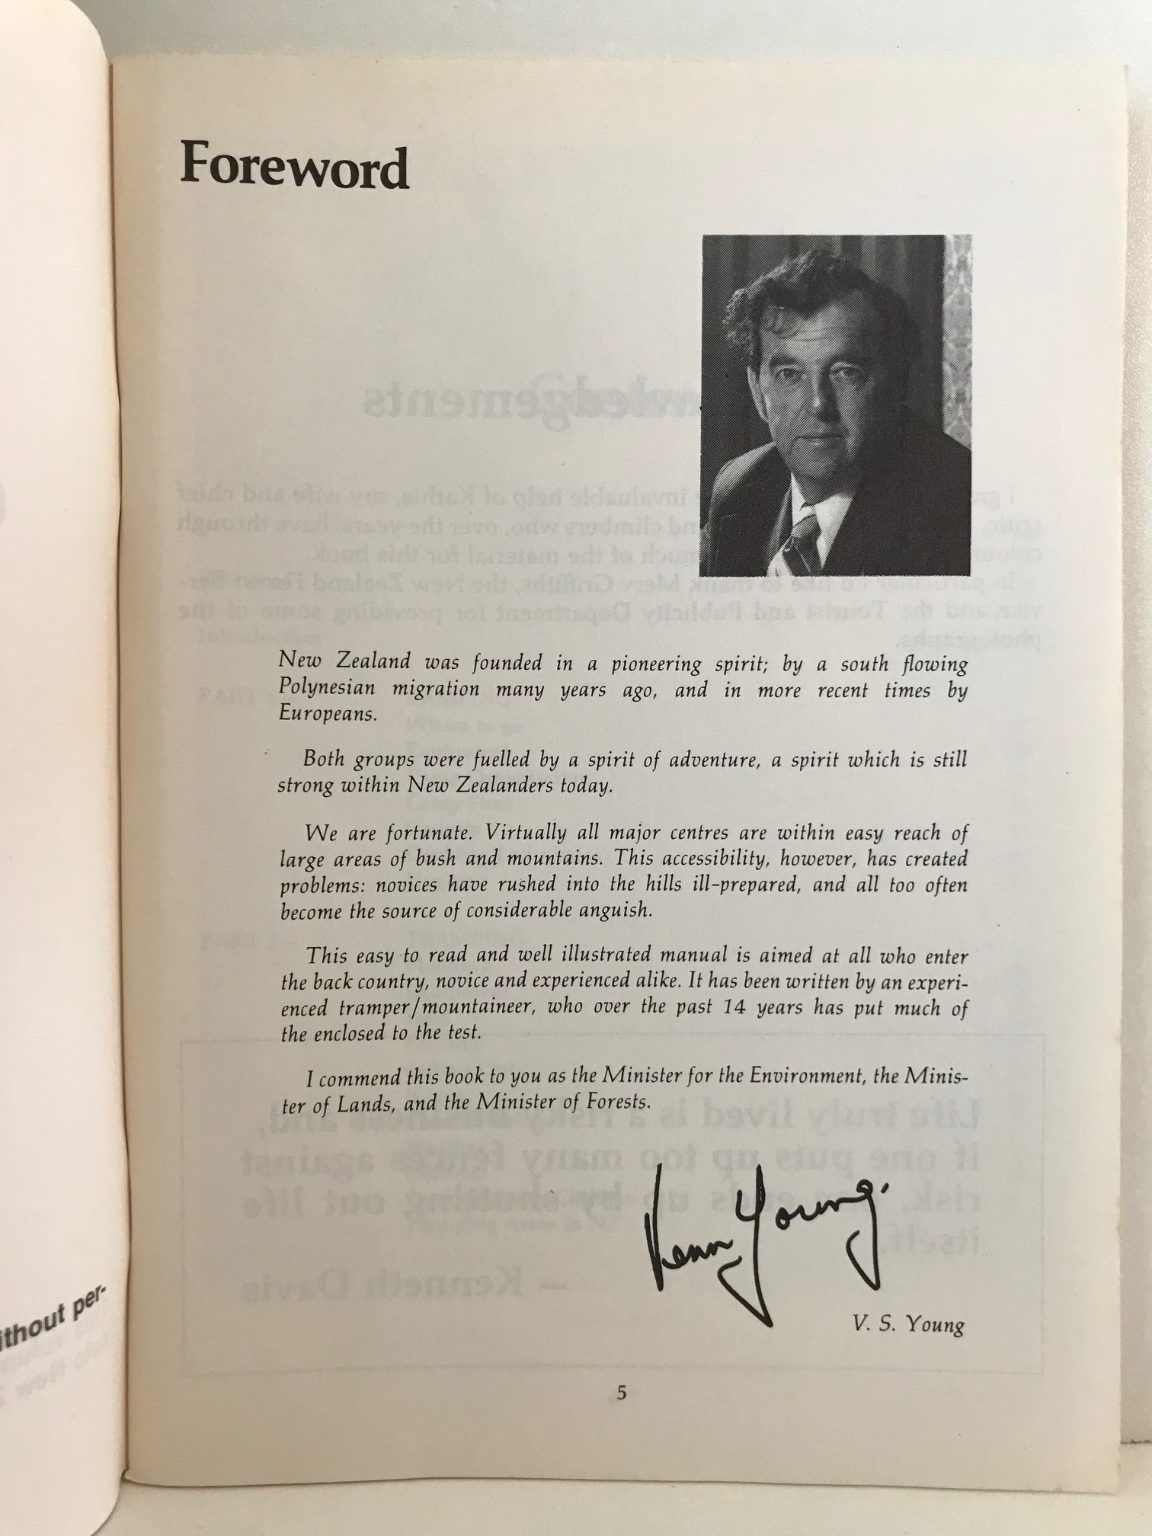 Foreword
New Zealand was founded in a pioneering spirit; by a south flowing
Polynesian migration many years ago, and in more recent times by
Europeans.
Both groups were fuelled by a spirit of adventure, a spirit which is still
strong within New Zealanders today.
We are fortunate. Virtually all major centres are within easy reach of
large areas of bush and mountains. This accessibility, however, has created
problems: novices have rushed into the hills ill-prepared, and all too often
become the source of considerable anguish.
This easy to read and well illustrated manual is aimed at all who enter
the back country, novice and experienced alike. It has been written by an experi-
enced tramper/mountaineer, who over the past 14 years has put much of
the enclosed to the test.
I commend this book to you as the Minister for the Environment, the Minis-
ter of Lands, and the Minister of Forests.
Venn Young.
V. S. Young
5
ithout per-